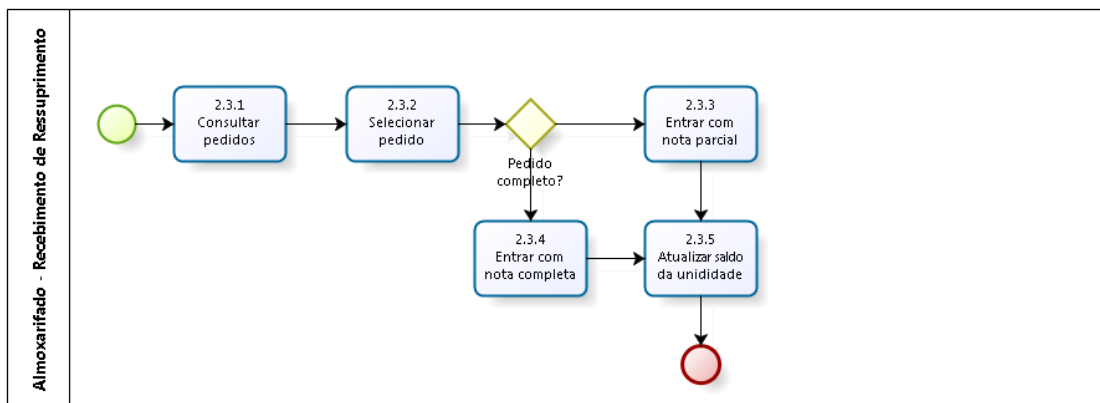 Almoxarifado - Recebimento de Ressuprimento
2.3.1
Consultar
pedidos
2.3.2
Selecionar
pedido
Pedido
completo?
2.3.3
Entrar com
nota parcial
2.3.4
Entrar com
nota completa
2.3.5
Atualizar saldo
da unididade